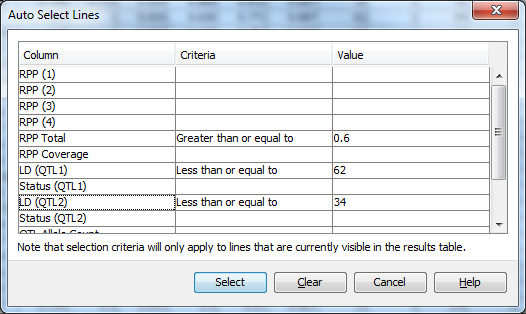 Auto Select Lines
Column Criteria Value
RPP (1)
RPP (2)
RPP (3)
RPP (4)
RPP Total Greater than or equal to 0.6
RPP Coverage
LD (QTL1) Less than or equal to 62
Status (QTL1)
LD (QTL2) Less than or equal to 34
Status (QTL2)
QTL Allele Count
Note that selection criteria will only apply to lines that are currently visible in the results table.
Select Clear Cancel Help